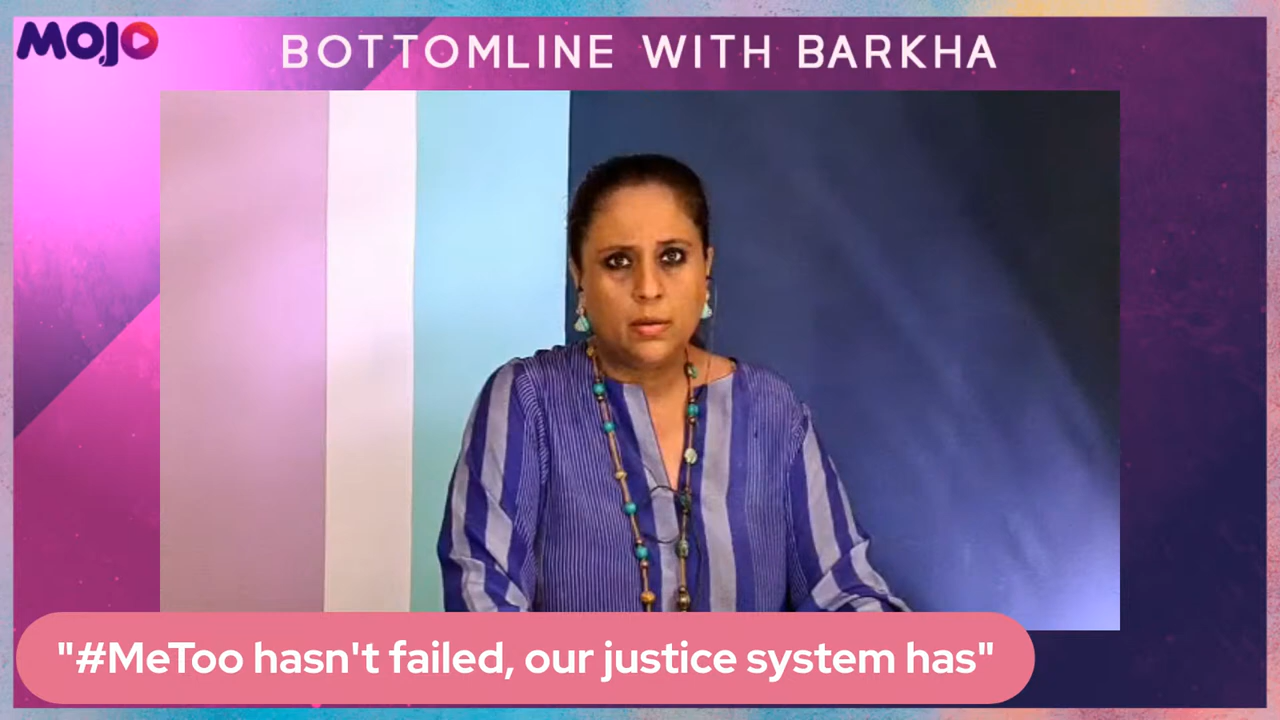 MOJO
BOTTOMLINE WITH BARKHA
"#MeToo hasn't failed, our justice system has"